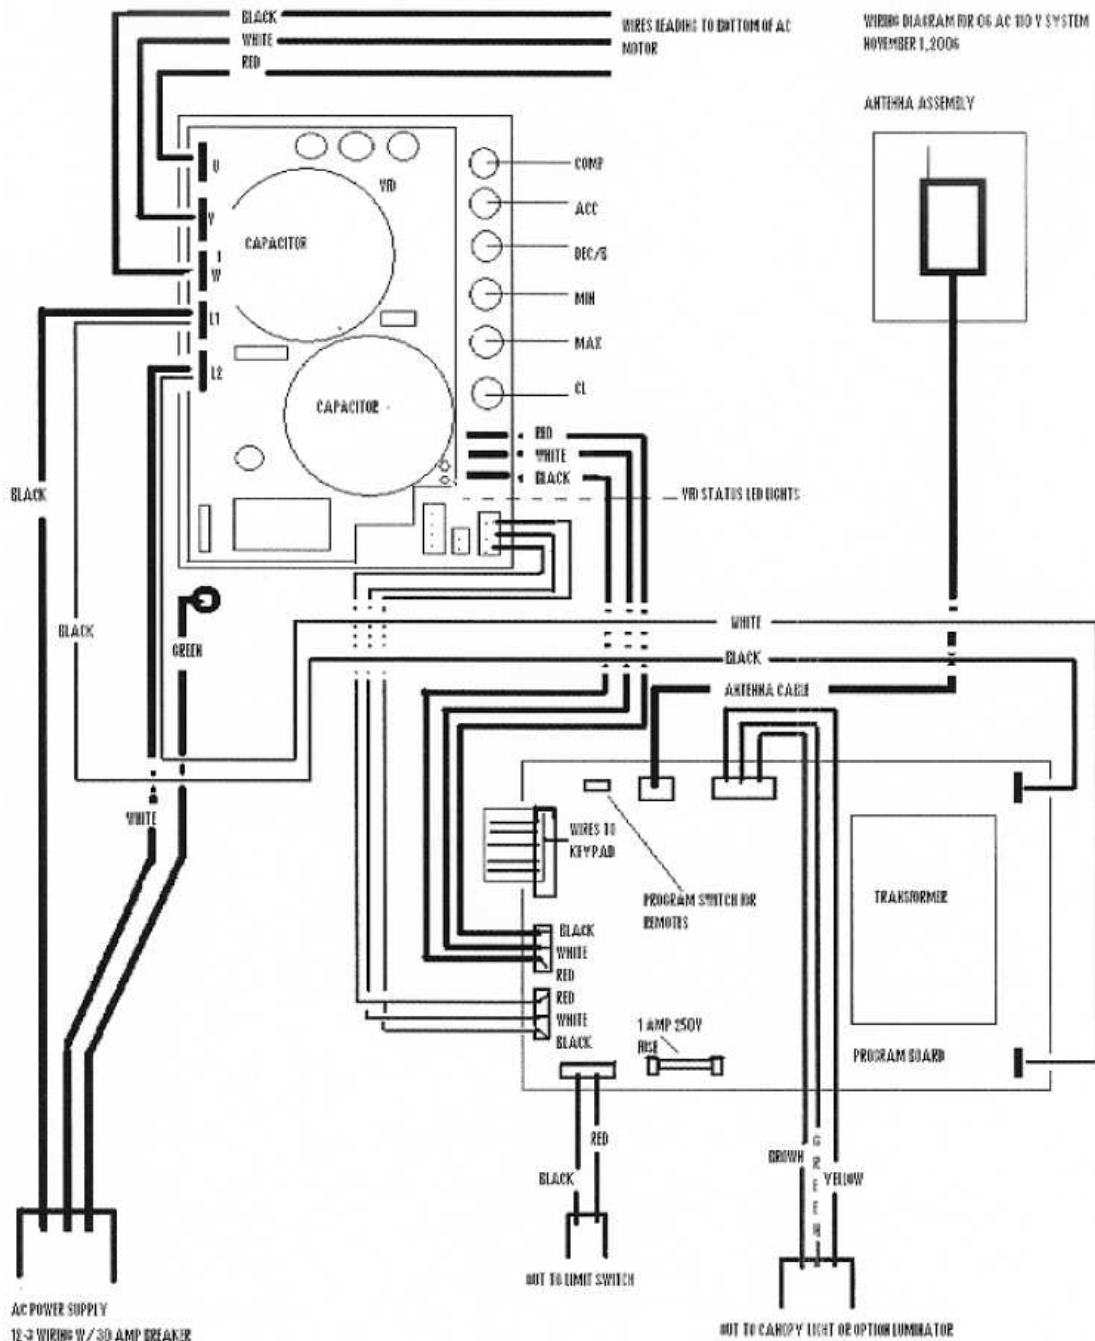 BLACK
WHITE
RED
WIRES LEADING TO BOTTOM OF AC
MOTOR
WIRING DIAGRAM FOR 06 AC 110 V SYSTEM
NOVEMBER 1, 2006
ANTENNA ASSEMBLY
U
V
W
L1
L2
VFD
CAPACITOR
CAPACITOR
COMP
ACC
DEC/B
MIN
MAX
CL
RED
WHITE
BLACK
VFD STATUS LED LIGHTS
BLACK
BLACK
GREEN
WHITE
BLACK
ANTENNA CABLE
WHITE
WIRES TO
KEYPAD
PROGRAM SWITCH FOR
REMOTES
TRANSFORMER
BLACK
WHITE
RED
RED
WHITE
BLACK
1 AMP 250V
FUSE
PROGRAM BOARD
RED
BLACK
BROWN
GREEN
YELLOW
OUT TO LIMIT SWITCH
AC POWER SUPPLY
12-3 WIRING W/ 30 AMP BREAKER
OUT TO CANOPY LIGHT OR OPTION LUMINATOR